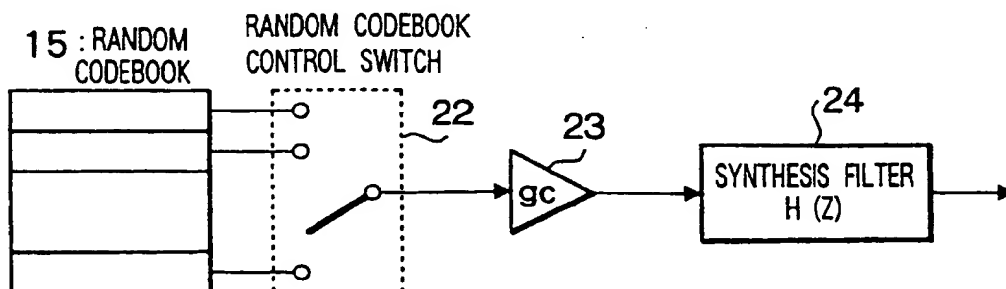 15 : RANDOM
CODEBOOK
RANDOM CODEBOOK
CONTROL SWITCH
22
23
gc
24
SYNTHESIS FILTER
H (Z)